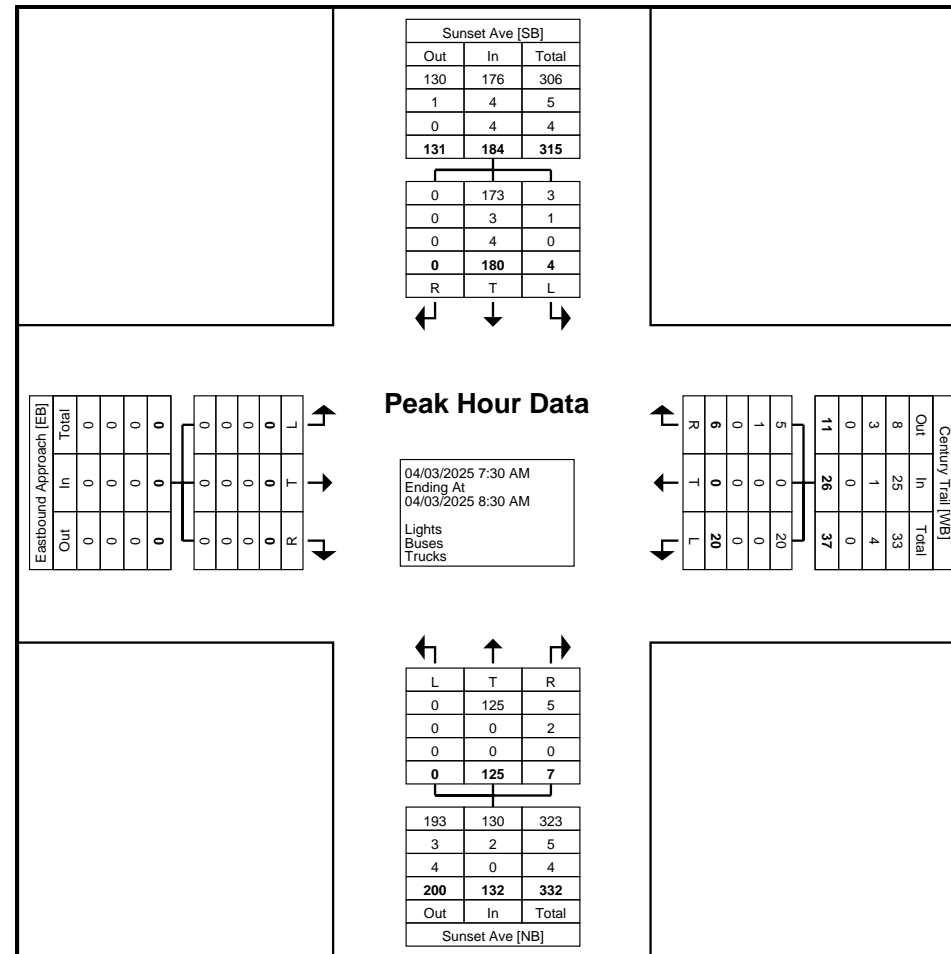 Sunset Ave [SB]
Out In Total
130 176 306
1 4 5
0 4 4
131 184 315
0 173 3
0 3 1
0 4 0
0 180 4
R T L
Eastbound Approach [EB]
Total In Out
0 0 0
0 0 0
0 0 0
0 0 0
0 0 0
0 0 0
0 0 0
0 0 0
L T R
Peak Hour Data
04/03/2025 7:30 AM
Ending At
04/03/2025 8:30 AM
Lights
Buses
Trucks
R T L
6 0 20
0 0 0
1 0 0
5 0 20
11 26 37
0 0 0
3 1 4
8 25 33
Out In Total
Century Trail [WB]
L T R
0 125 5
0 0 2
0 0 0
0 125 7
193 130 323
3 2 5
4 0 4
200 132 332
Out In Total
Sunset Ave [NB]